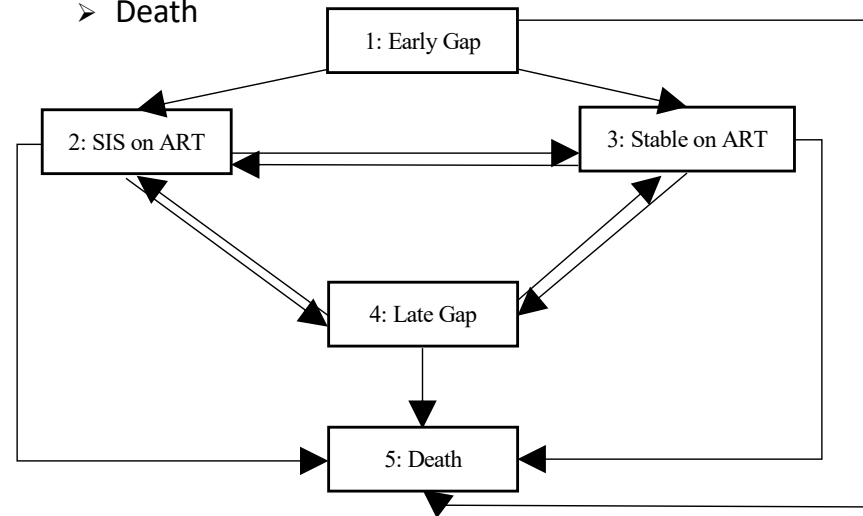 ➢ Death
1: Early Gap
2: SIS on ART
3: Stable on ART
4: Late Gap
5: Death